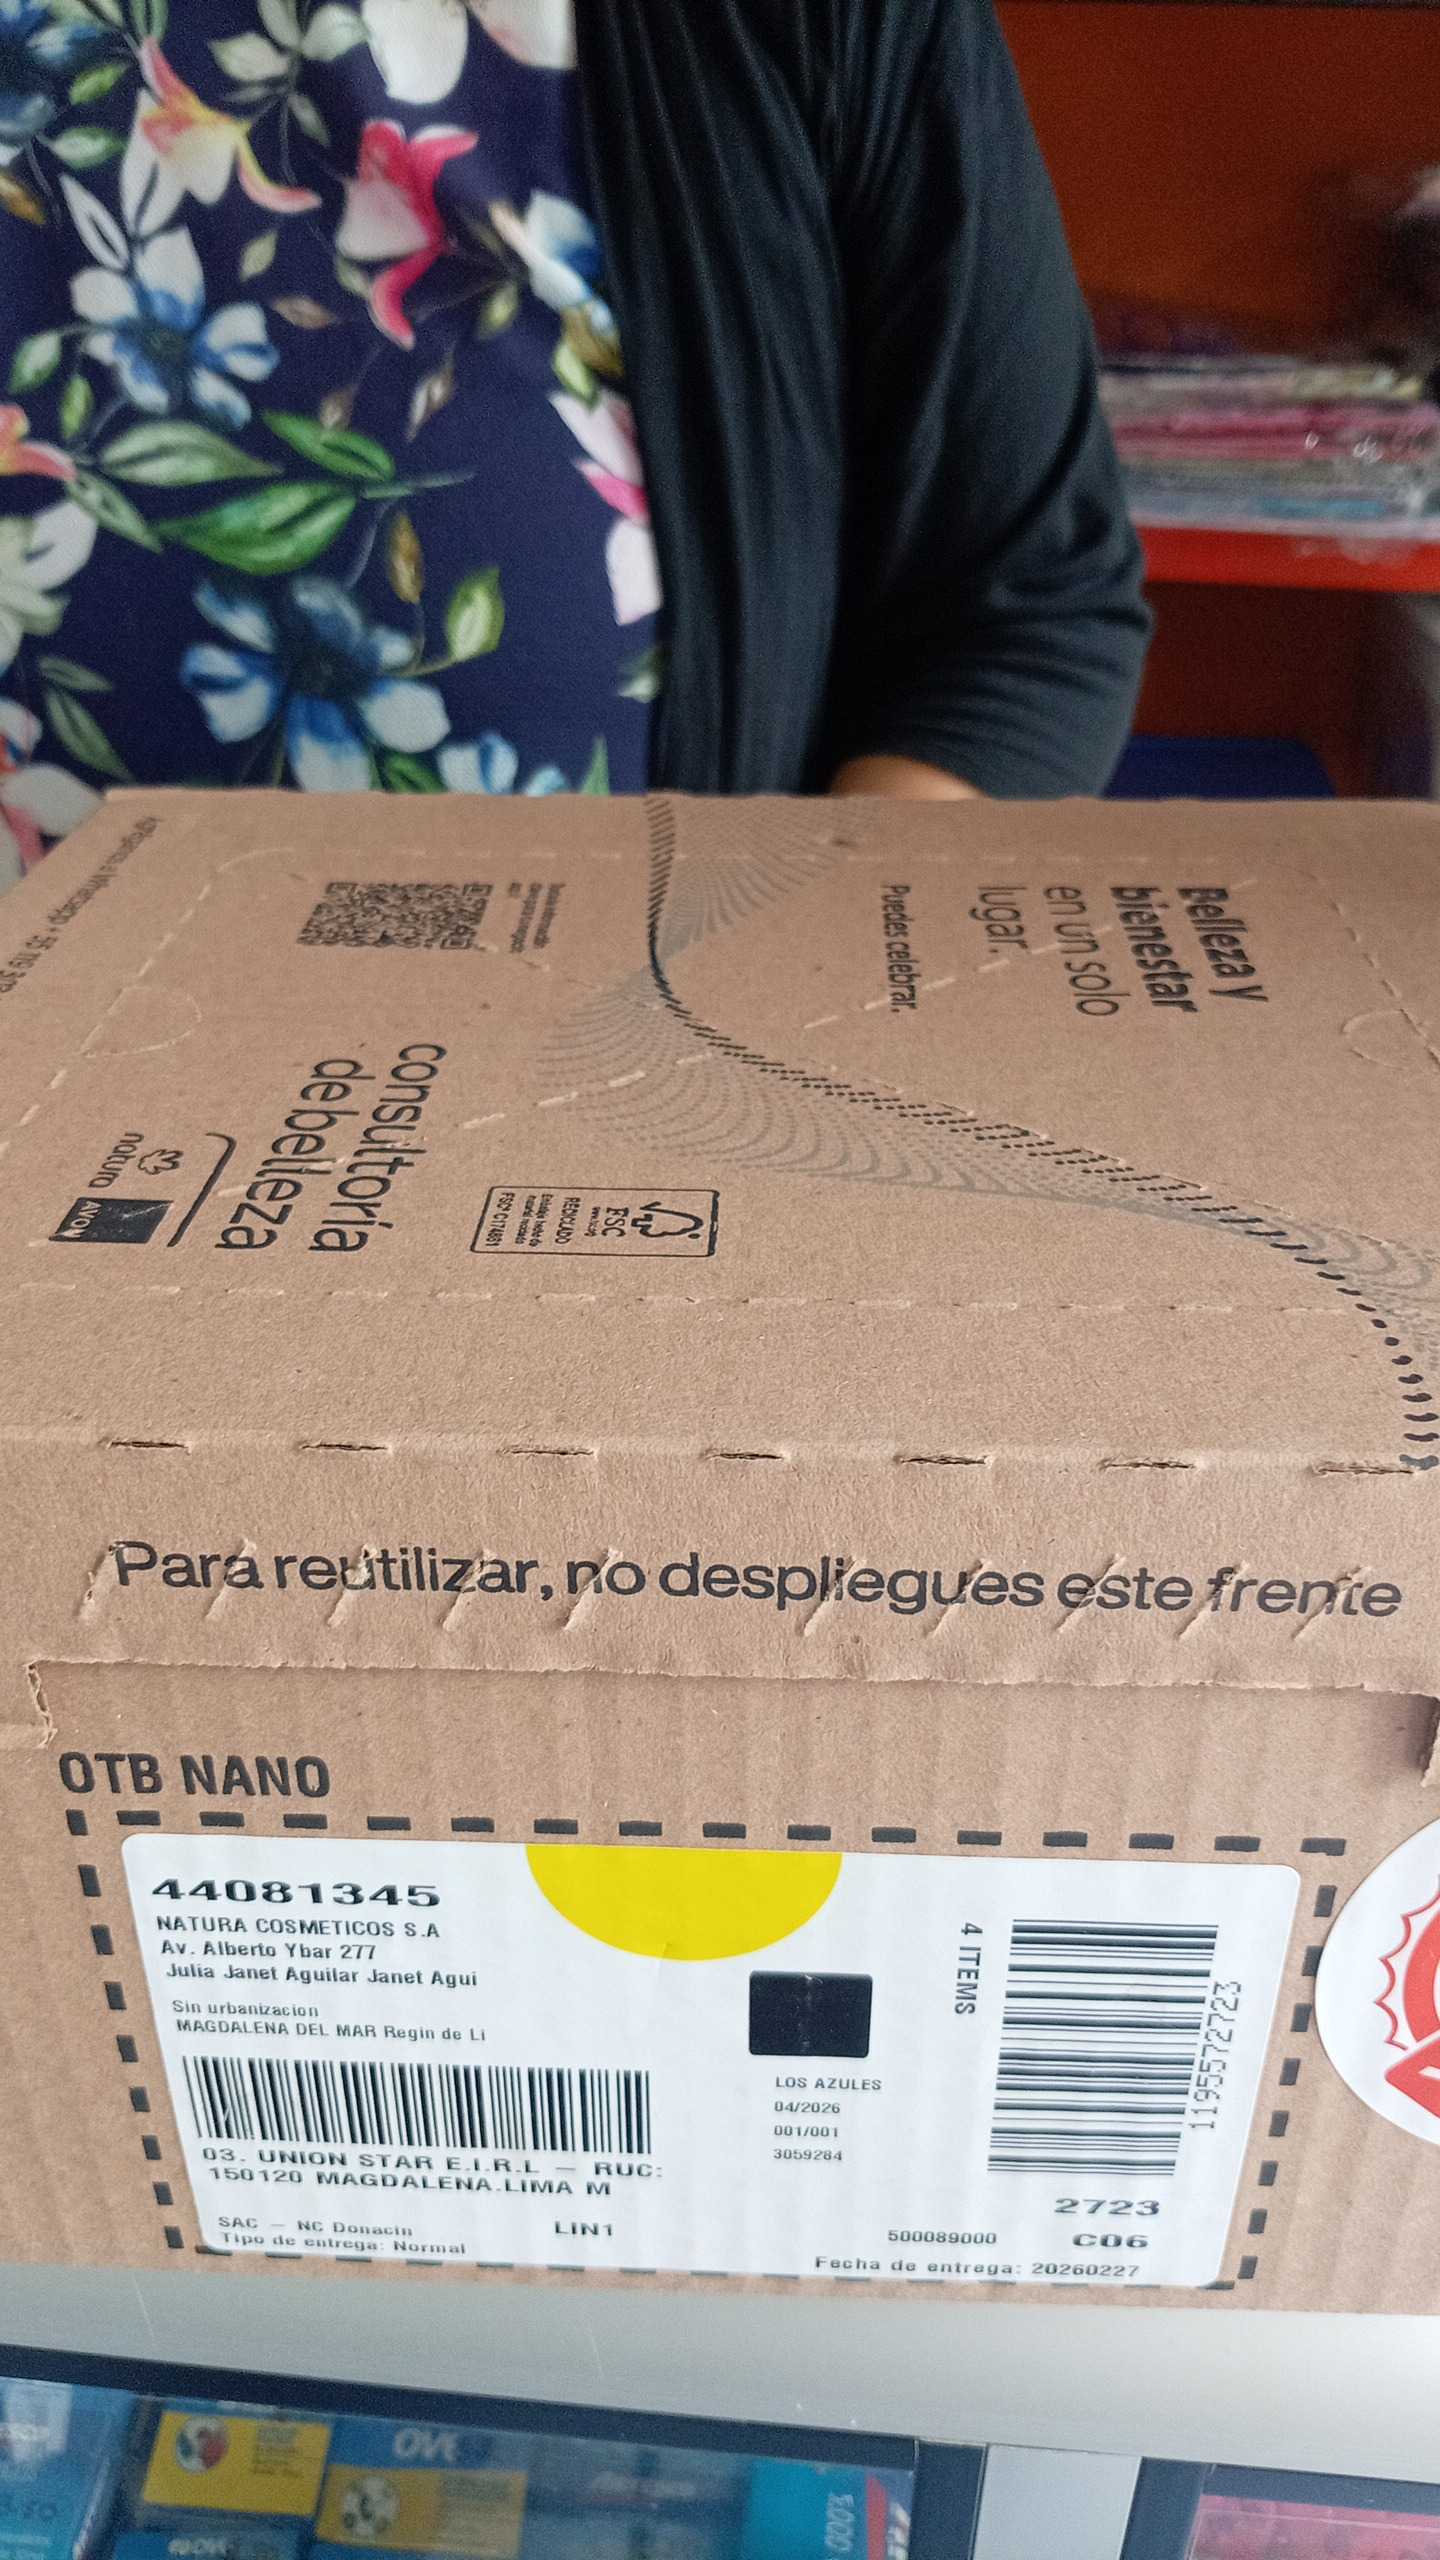 Belleza y
bienestar
en un solo
lugar.
Puedes celebrar.
consultoría
de belleza
natura
AVON
FSC
RECICLADO
FSC® C174861
Para reutilizar, no despliegues este frente
OTB NANO
44081345
NATURA COSMETICOS S.A
Av. Alberto Ybar 277
Julia Janet Aguilar Janet Agui
Sin urbanizacion
MAGDALENA DEL MAR Regin de Li
03. UNION STAR E.I.R.L – RUC:
150120 MAGDALENA.LIMA M
SAC – NC Donacin
LIN1
Tipo de entrega: Normal
LOS AZULES
04/2026
001/001
3059284
4 ITEMS
1195572723
2723
500089000
C06
Fecha de entrega: 20260227